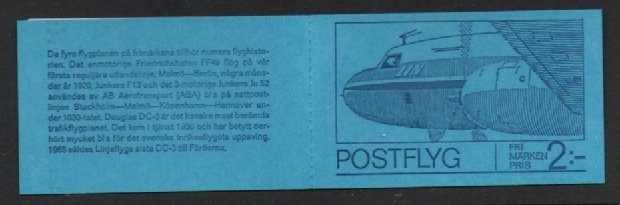 De fyra flygplanen på frimärkena tillhör numera flyghisto-
rien. Det enmotoriga Friedrichshafen FF49 flög på vår
första reguljära utlandslinje, Malmö—Berlin, några måna-
der år 1920. Junkers F13 och det 3-motoriga Junkers Ju 52
användes av AB Aerotransport (ABA) bl a på nattpost-
linjen Stockholm—Malmö—Köpenhamn—Hannover un-
der 1930-talet. Douglas DC-3 är det kanske mest berömda
trafikflygplanet. Det kom i tjänst 1936 och har betytt oer-
hört mycket bl a för det svenska inrikesflygets uppsving.
1965 såldes Linjeflygs sista DC-3 till Färöarna.
POSTFLYG
FRI
MÄRKEN
PRIS
2:-